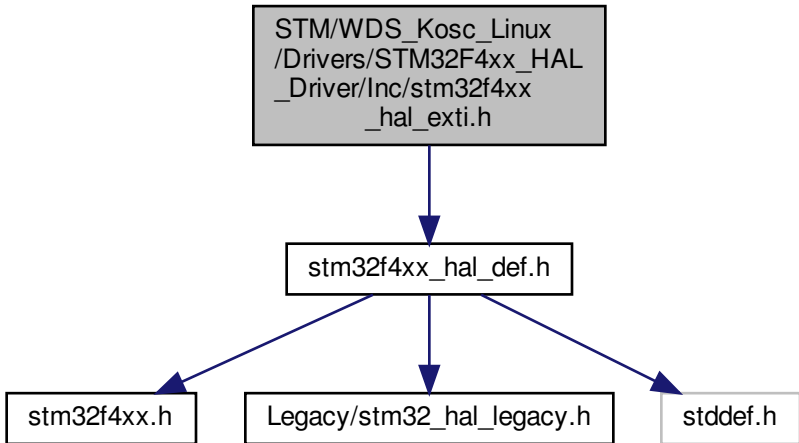 STM/WDS_Kosc_Linux
/Drivers/STM32F4xx_HAL
_Driver/Inc/stm32f4xx
_hal_exti.h
stm32f4xx_hal_def.h
stm32f4xx.h
Legacy/stm32_hal_legacy.h
stddef.h